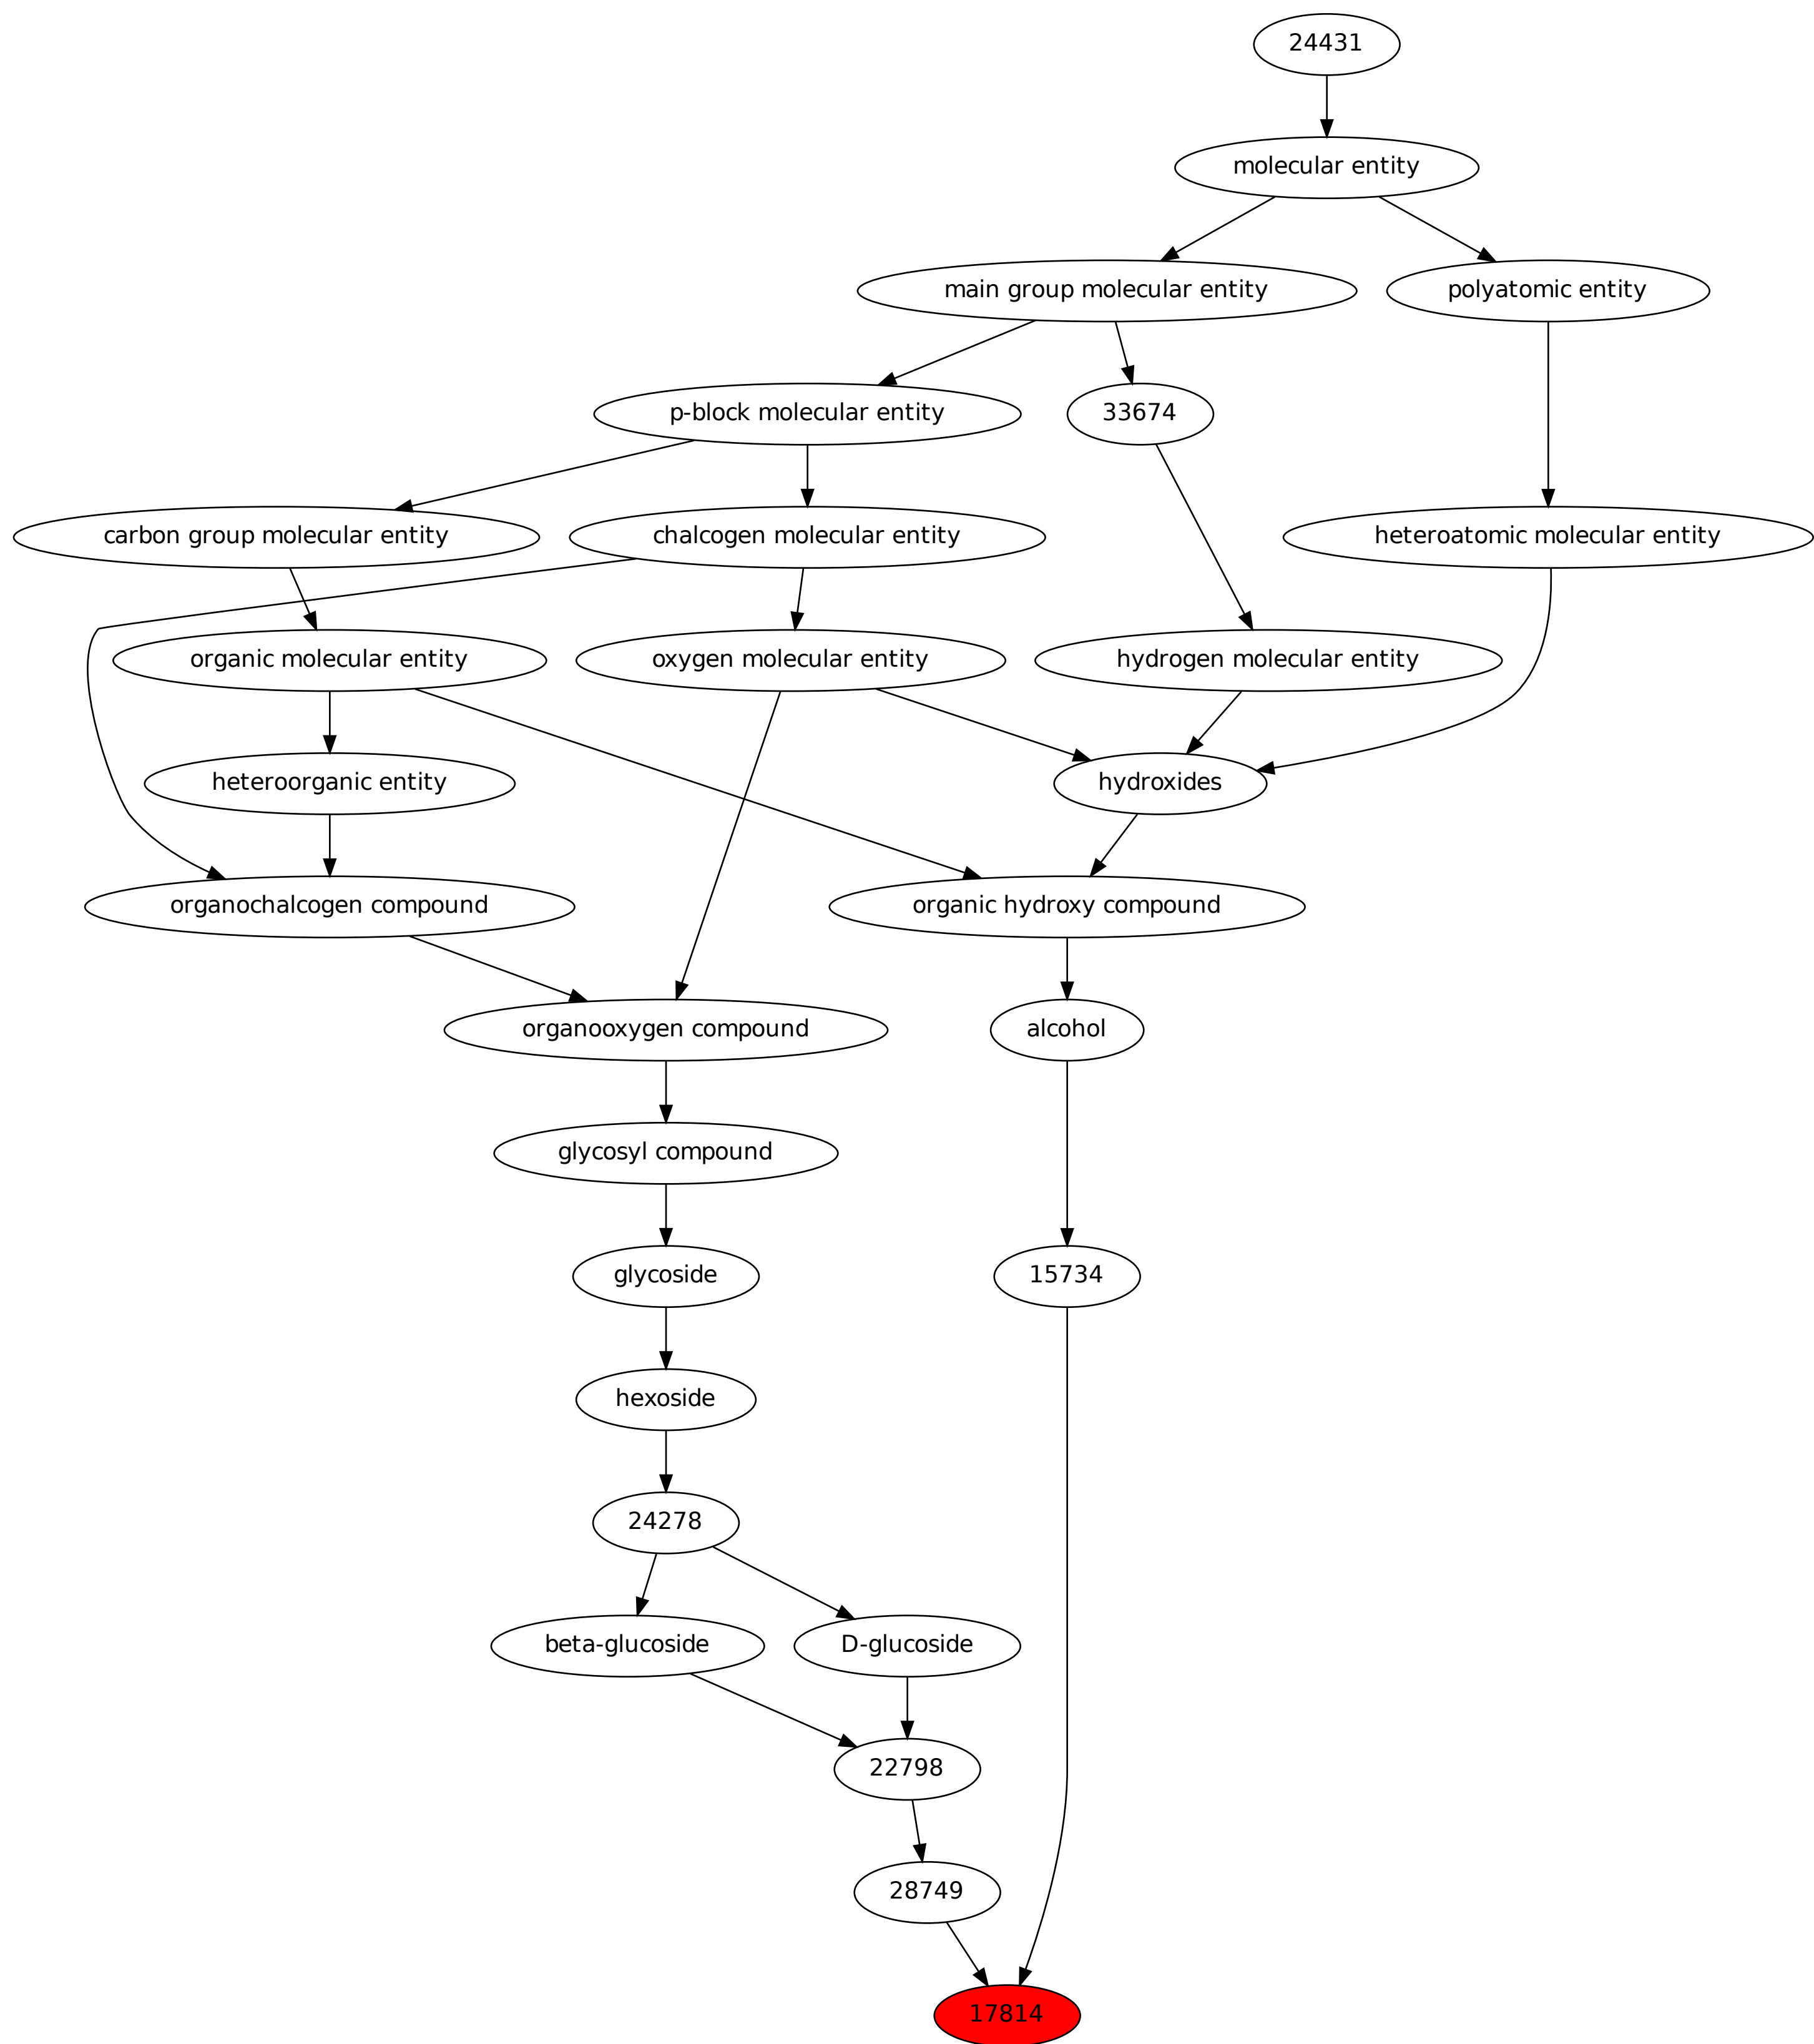 24431
molecular entity
main group molecular entity
polyatomic entity
p-block molecular entity
33674
carbon group molecular entity
chalcogen molecular entity
heteroatomic molecular entity
organic molecular entity
oxygen molecular entity
hydrogen molecular entity
heteroorganic entity
hydroxides
organochalcogen compound
organic hydroxy compound
organooxygen compound
alcohol
glycosyl compound
glycoside
15734
hexoside
24278
beta-glucoside
D-glucoside
22798
28749
17814